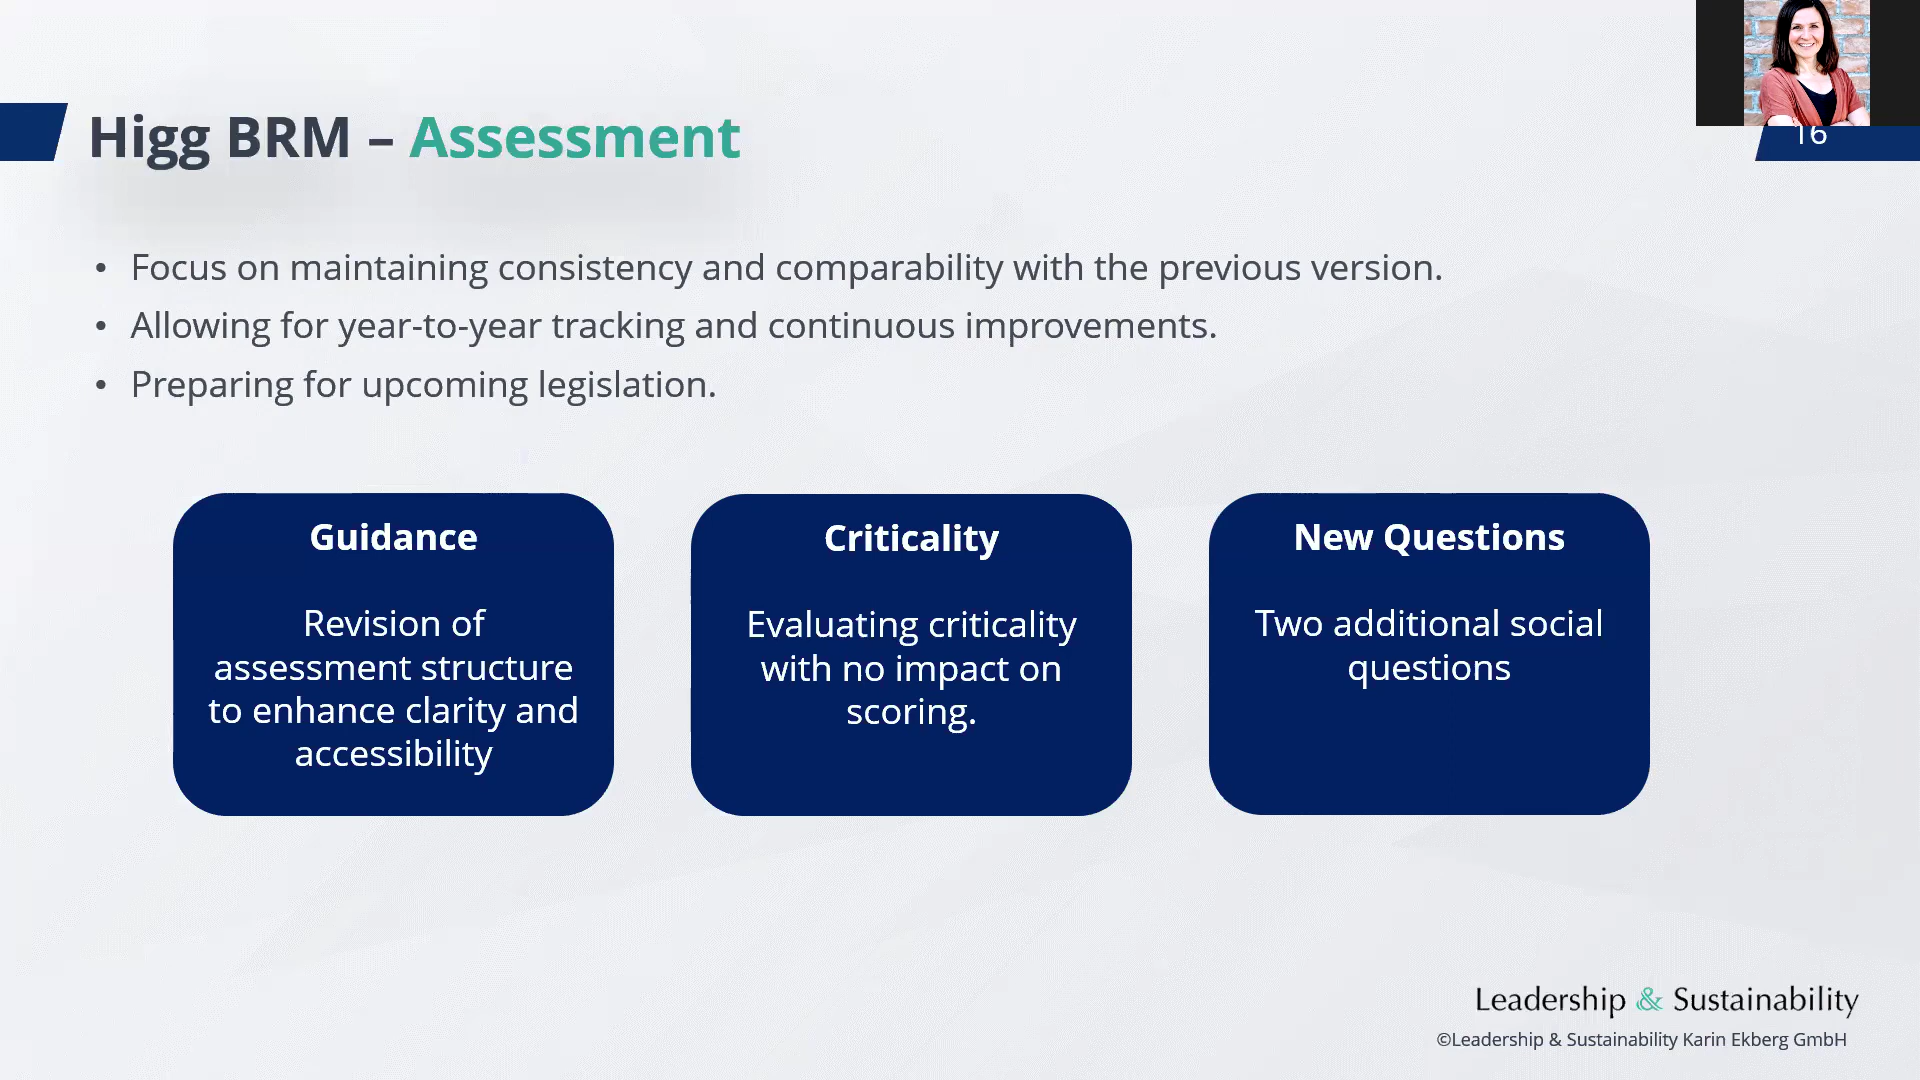 Higg BRM – Assessment
16
• Focus on maintaining consistency and comparability with the previous version.
• Allowing for year-to-year tracking and continuous improvements.
• Preparing for upcoming legislation.
Guidance
Revision of
assessment structure
to enhance clarity and
accessibility
Criticality
Evaluating criticality
with no impact on
scoring.
New Questions
Two additional social
questions
Leadership & Sustainability
©Leadership & Sustainability Karin Ekberg GmbH